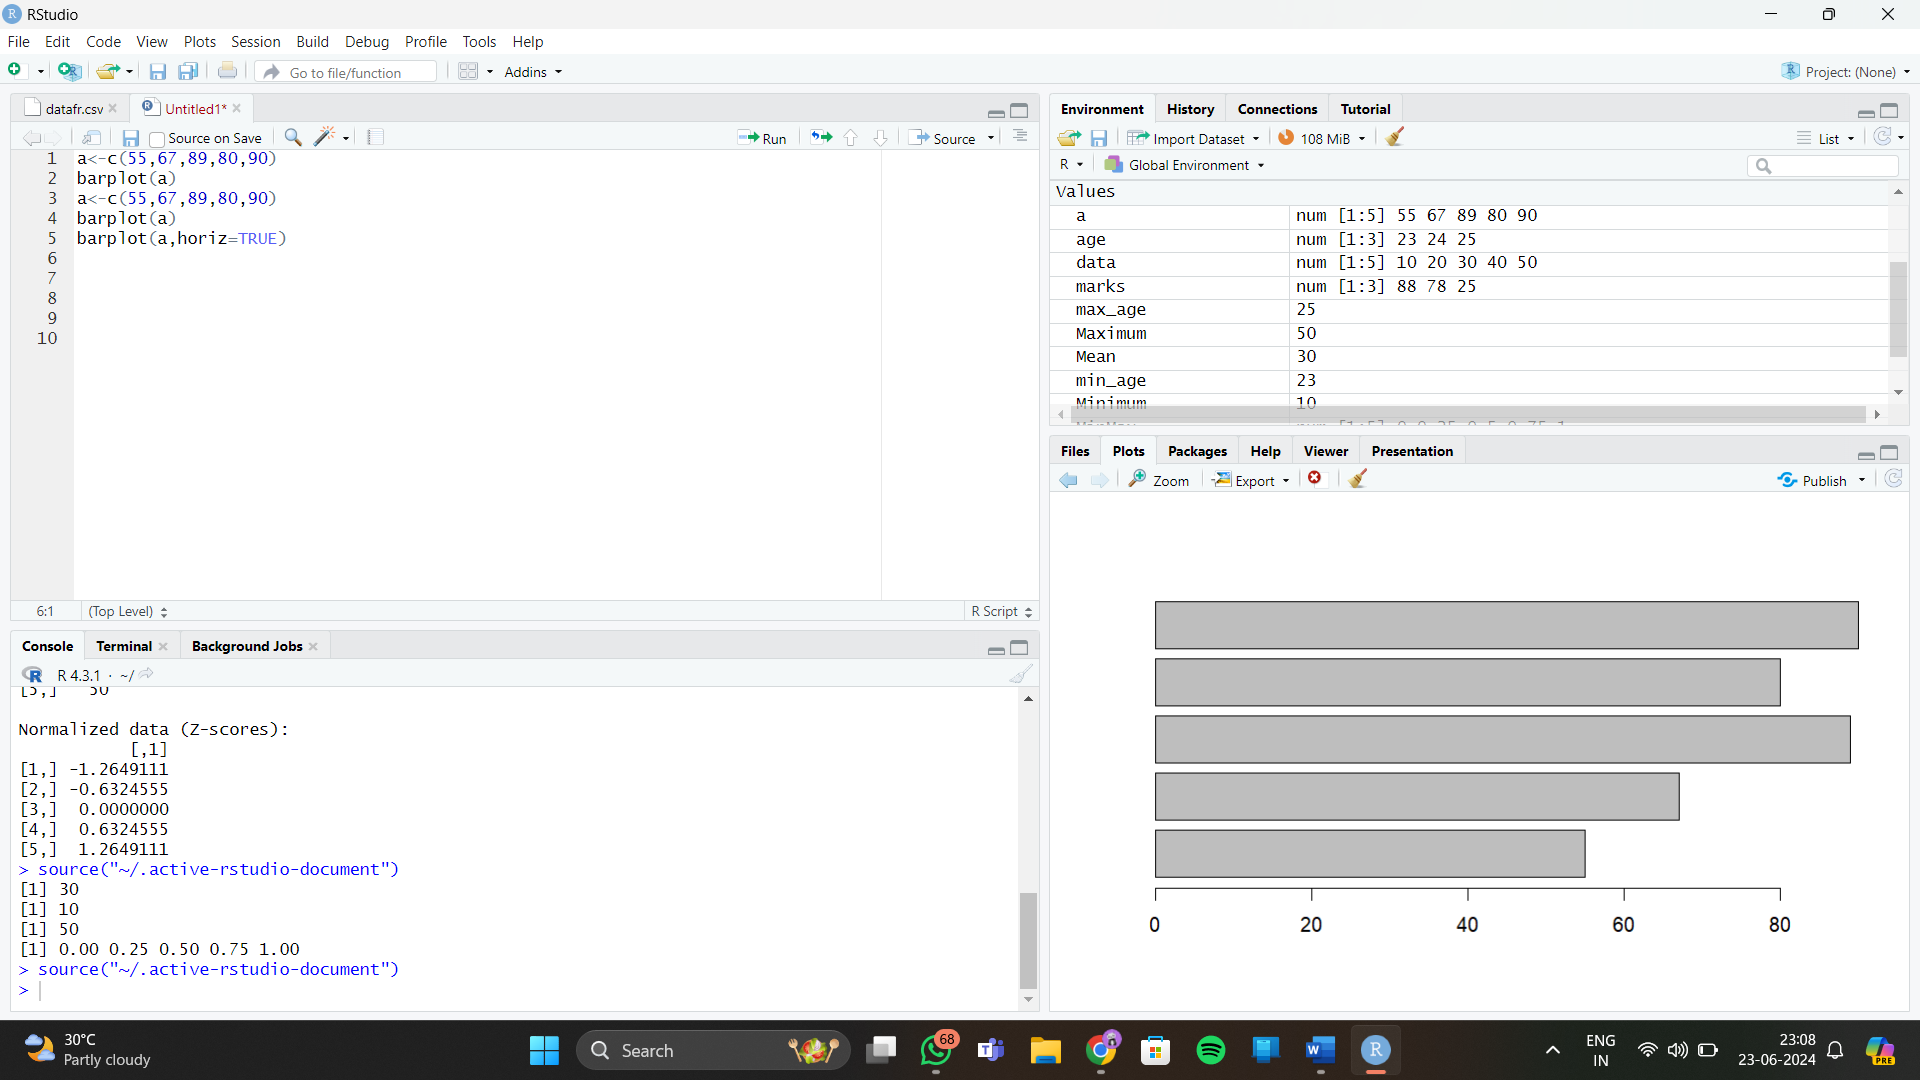 RStudio
File Edit Code View Plots Session Build Debug Profile Tools Help
Go to file/function Addins Project: (None)
datafr.csv Untitled1*
Source on Save Run Source
1 a<-c(55,67,89,80,90)
2 barplot(a)
3 a<-c(55,67,89,80,90)
4 barplot(a)
5 barplot(a,horiz=TRUE)
6
7
8
9
10
6:1 (Top Level) R Script
Console Terminal Background Jobs
R 4.3.1 · ~/
[5,] 50
Normalized data (Z-scores):
[,1]
[1,] -1.2649111
[2,] -0.6324555
[3,] 0.0000000
[4,] 0.6324555
[5,] 1.2649111
> source("~/.active-rstudio-document")
[1] 30
[1] 10
[1] 50
[1] 0.00 0.25 0.50 0.75 1.00
> source("~/.active-rstudio-document")
>
Environment History Connections Tutorial
Import Dataset 108 MiB List
R Global Environment
Values
a num [1:5] 55 67 89 80 90
age num [1:3] 23 24 25
data num [1:5] 10 20 30 40 50
marks num [1:3] 88 78 25
max_age 25
Maximum 50
Mean 30
min_age 23
Minimum 10
Files Plots Packages Help Viewer Presentation
Zoom Export Publish
0 20 40 60 80
30°C
Partly cloudy
Search
68
ENG
IN
23:08
23-06-2024
PRE